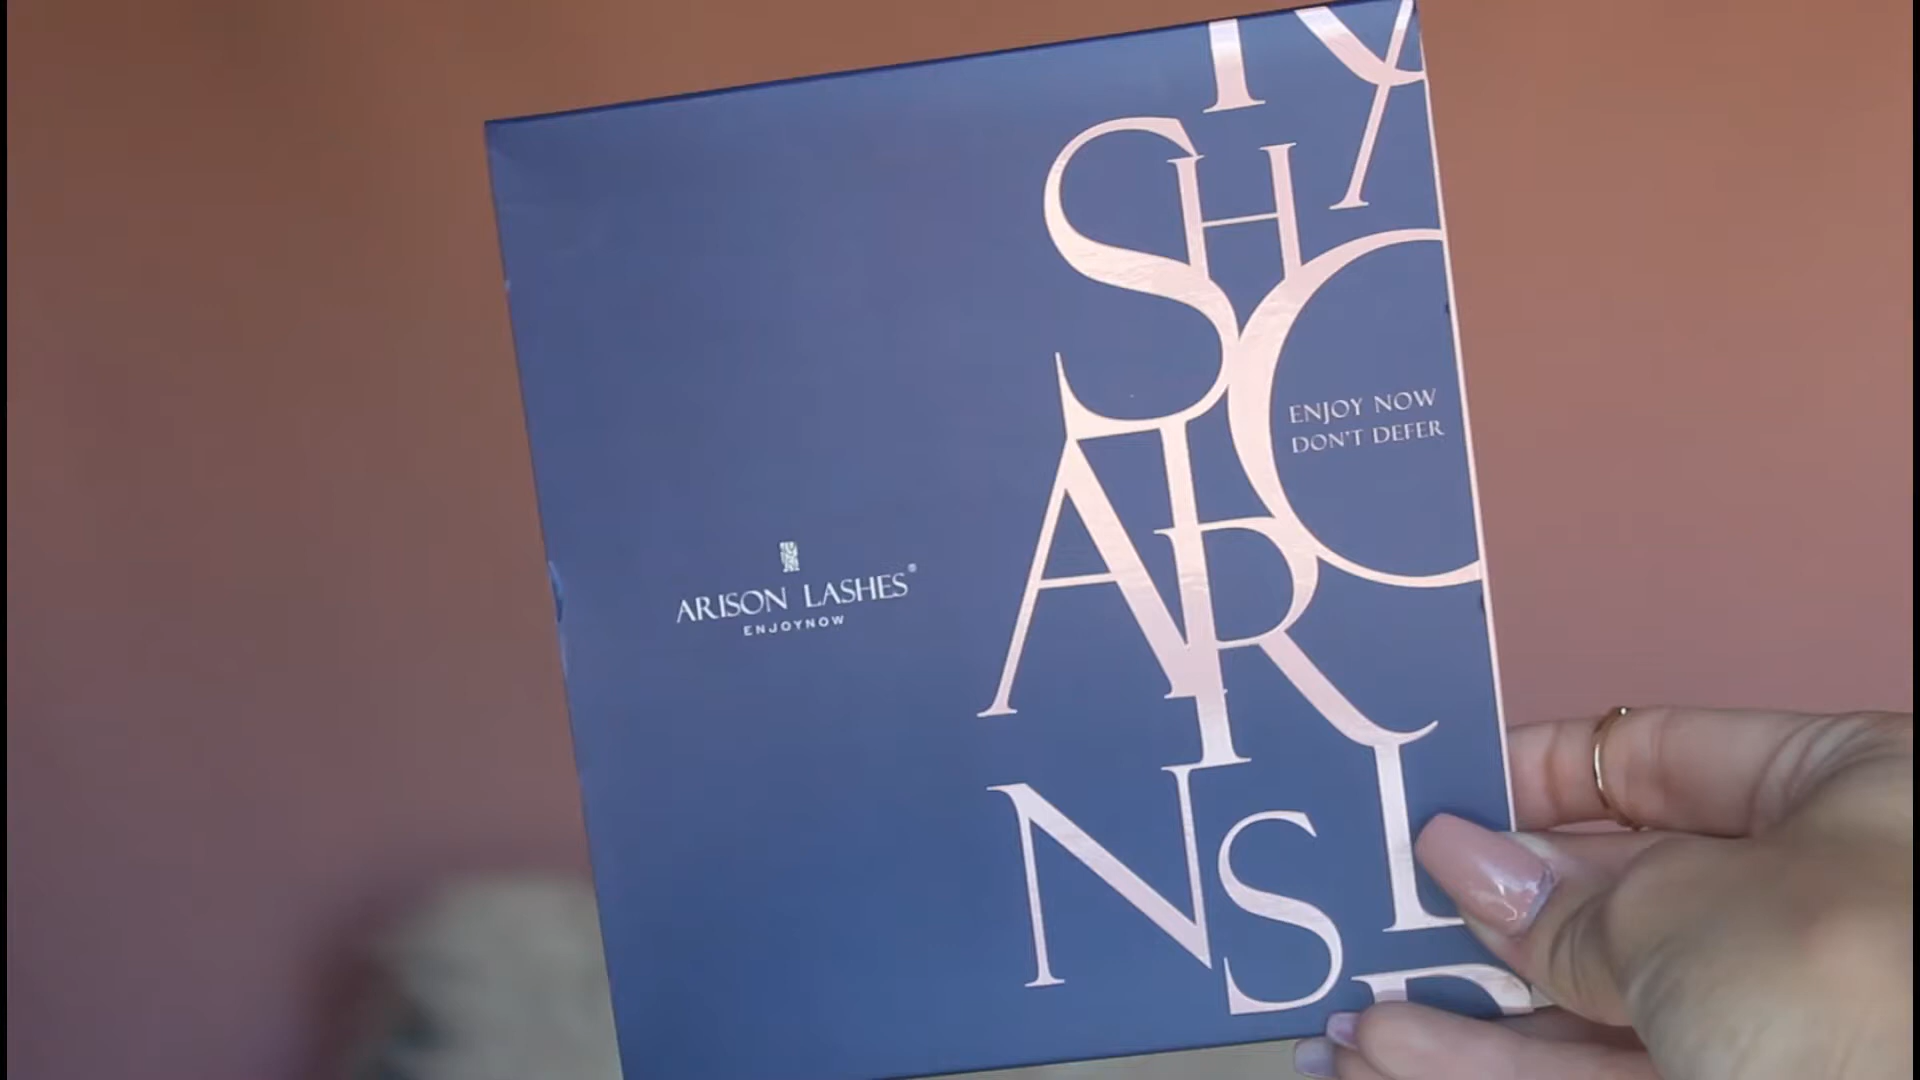 ARISON LASHES®
ENJOYNOW
ENJOY NOW
DON'T DEFER
Y
S H
C
A I R
L
N S